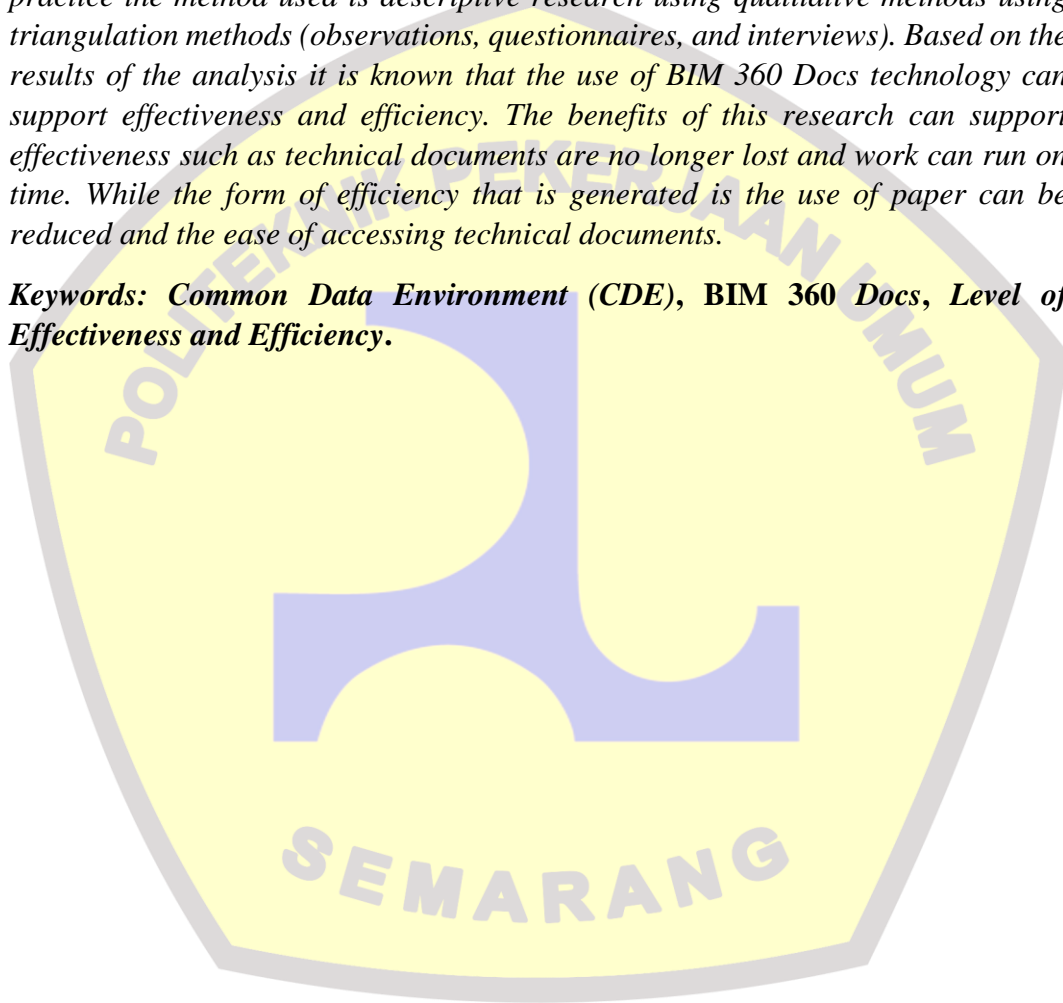 practice the method used is descriptive research using qualitative methods using
triangulation methods (observations, questionnaires, and interviews). Based on the
results of the analysis it is known that the use of BIM 360 Docs technology can
support effectiveness and efficiency. The benefits of this research can support
effectiveness such as technical documents are no longer lost and work can run on
time. While the form of efficiency that is generated is the use of paper can be
reduced and the ease of accessing technical documents.
Keywords: Common Data Environment (CDE), BIM 360 Docs, Level of
Effectiveness and Efficiency.
POLITEKNIK PEKERJAAN UMUM
SEMARANG